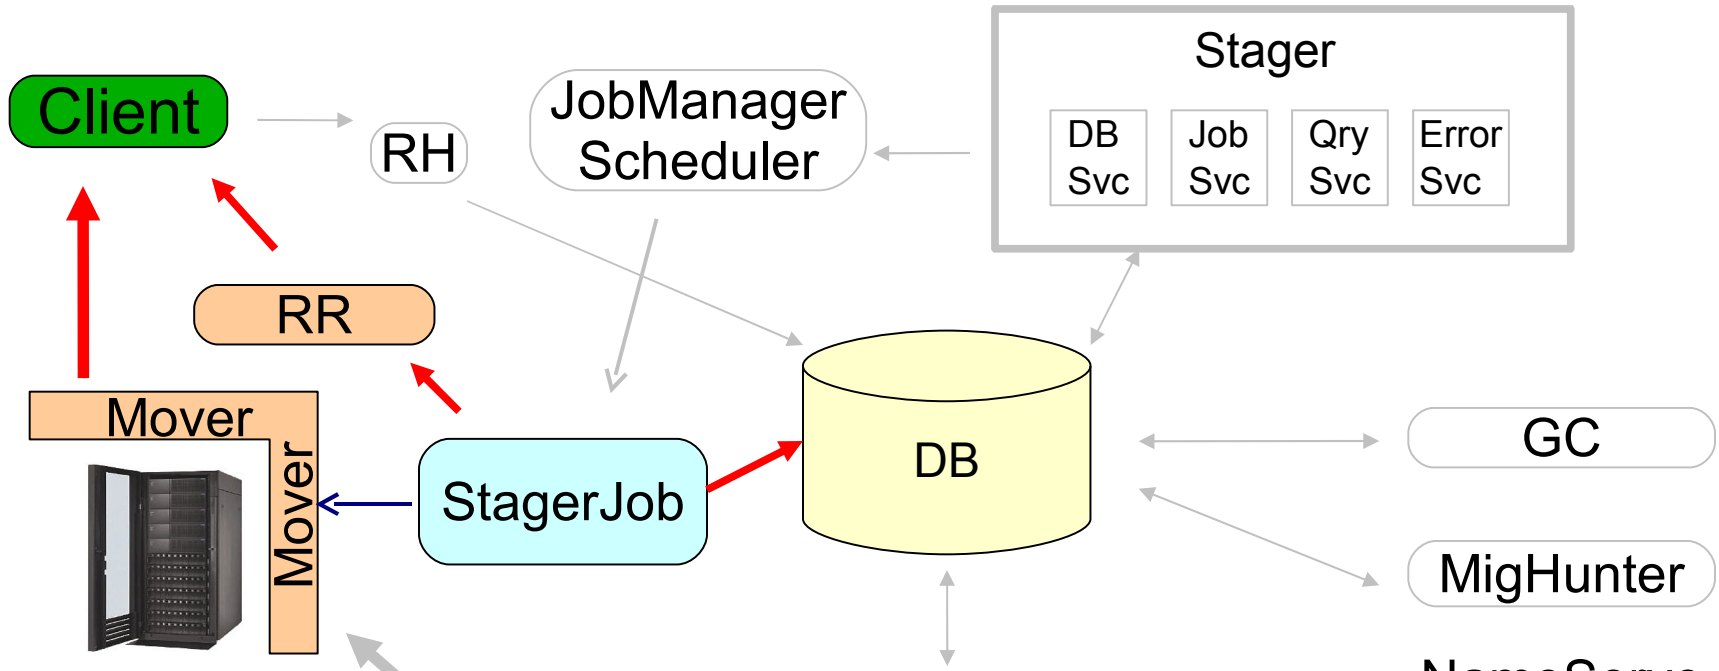 Stager
Client
JobManager
Scheduler
RH
DB
Svc
Job
Svc
Qry
Svc
Error
Svc
RR
Mover
Mover
StagerJob
DB
GC
MigHunter